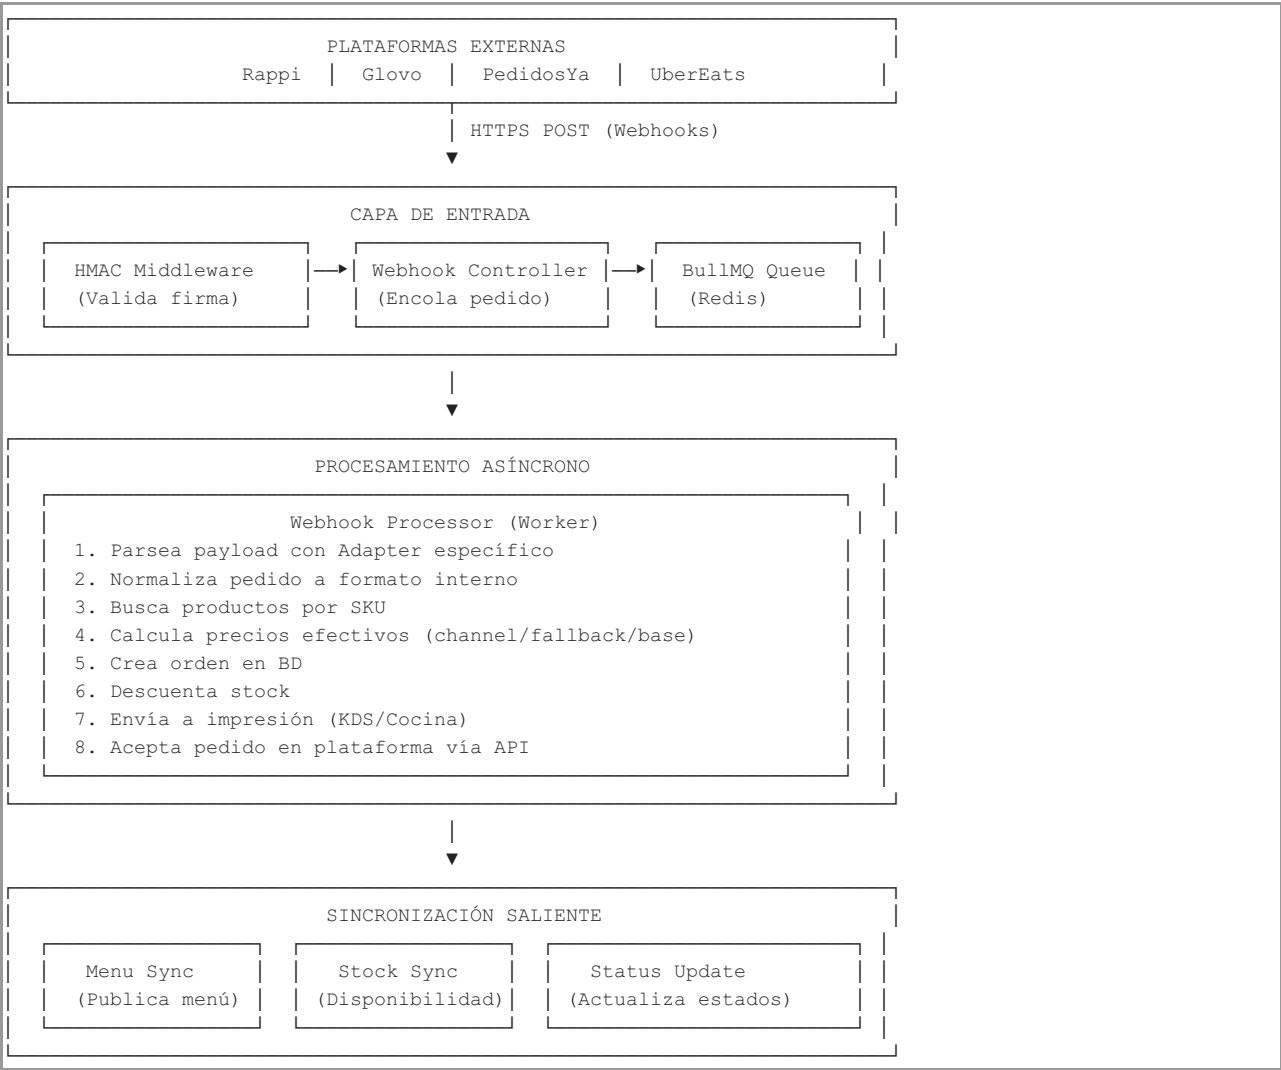 PLATAFORMAS EXTERNAS
Rappi │ Glovo │ PedidosYa │ UberEats
HTTPS POST (Webhooks)
CAPA DE ENTRADA
HMAC Middleware Webhook Controller BullMQ Queue
(Valida firma) (Encola pedido) (Redis)
PROCESAMIENTO ASÍNCRONO
Webhook Processor (Worker)
1. Parsea payload con Adapter específico
2. Normaliza pedido a formato interno
3. Busca productos por SKU
4. Calcula precios efectivos (channel/fallback/base)
5. Crea orden en BD
6. Descuenta stock
7. Envía a impresión (KDS/Cocina)
8. Acepta pedido en plataforma vía API
SINCRONIZACIÓN SALIENTE
Menu Sync Stock Sync Status Update
(Publica menú) (Disponibilidad) (Actualiza estados)